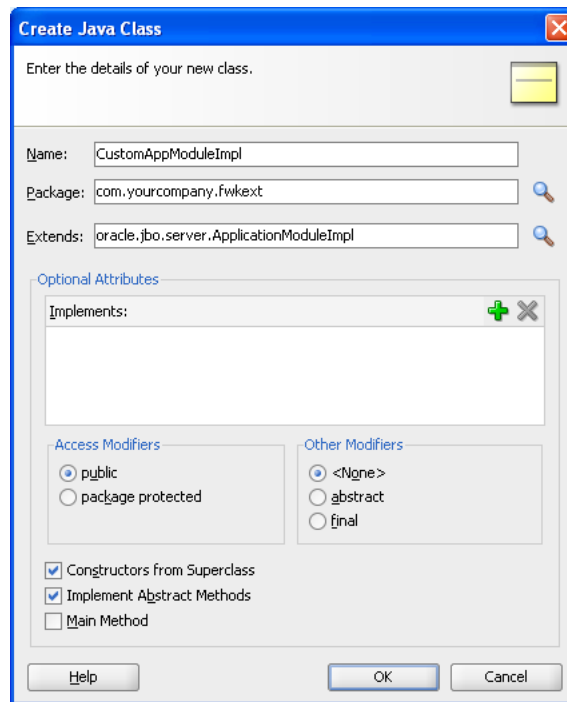 Create Java Class
Enter the details of your new class.
Name: CustomAppModuleImpl
Package: com.yourcompany.fwkext
Extends: oracle.jbo.server.ApplicationModuleImpl
Optional Attributes
Implements:
Access Modifiers
public
package protected
Other Modifiers
<None>
abstract
final
Constructors from Superclass
Implement Abstract Methods
Main Method
Help OK Cancel